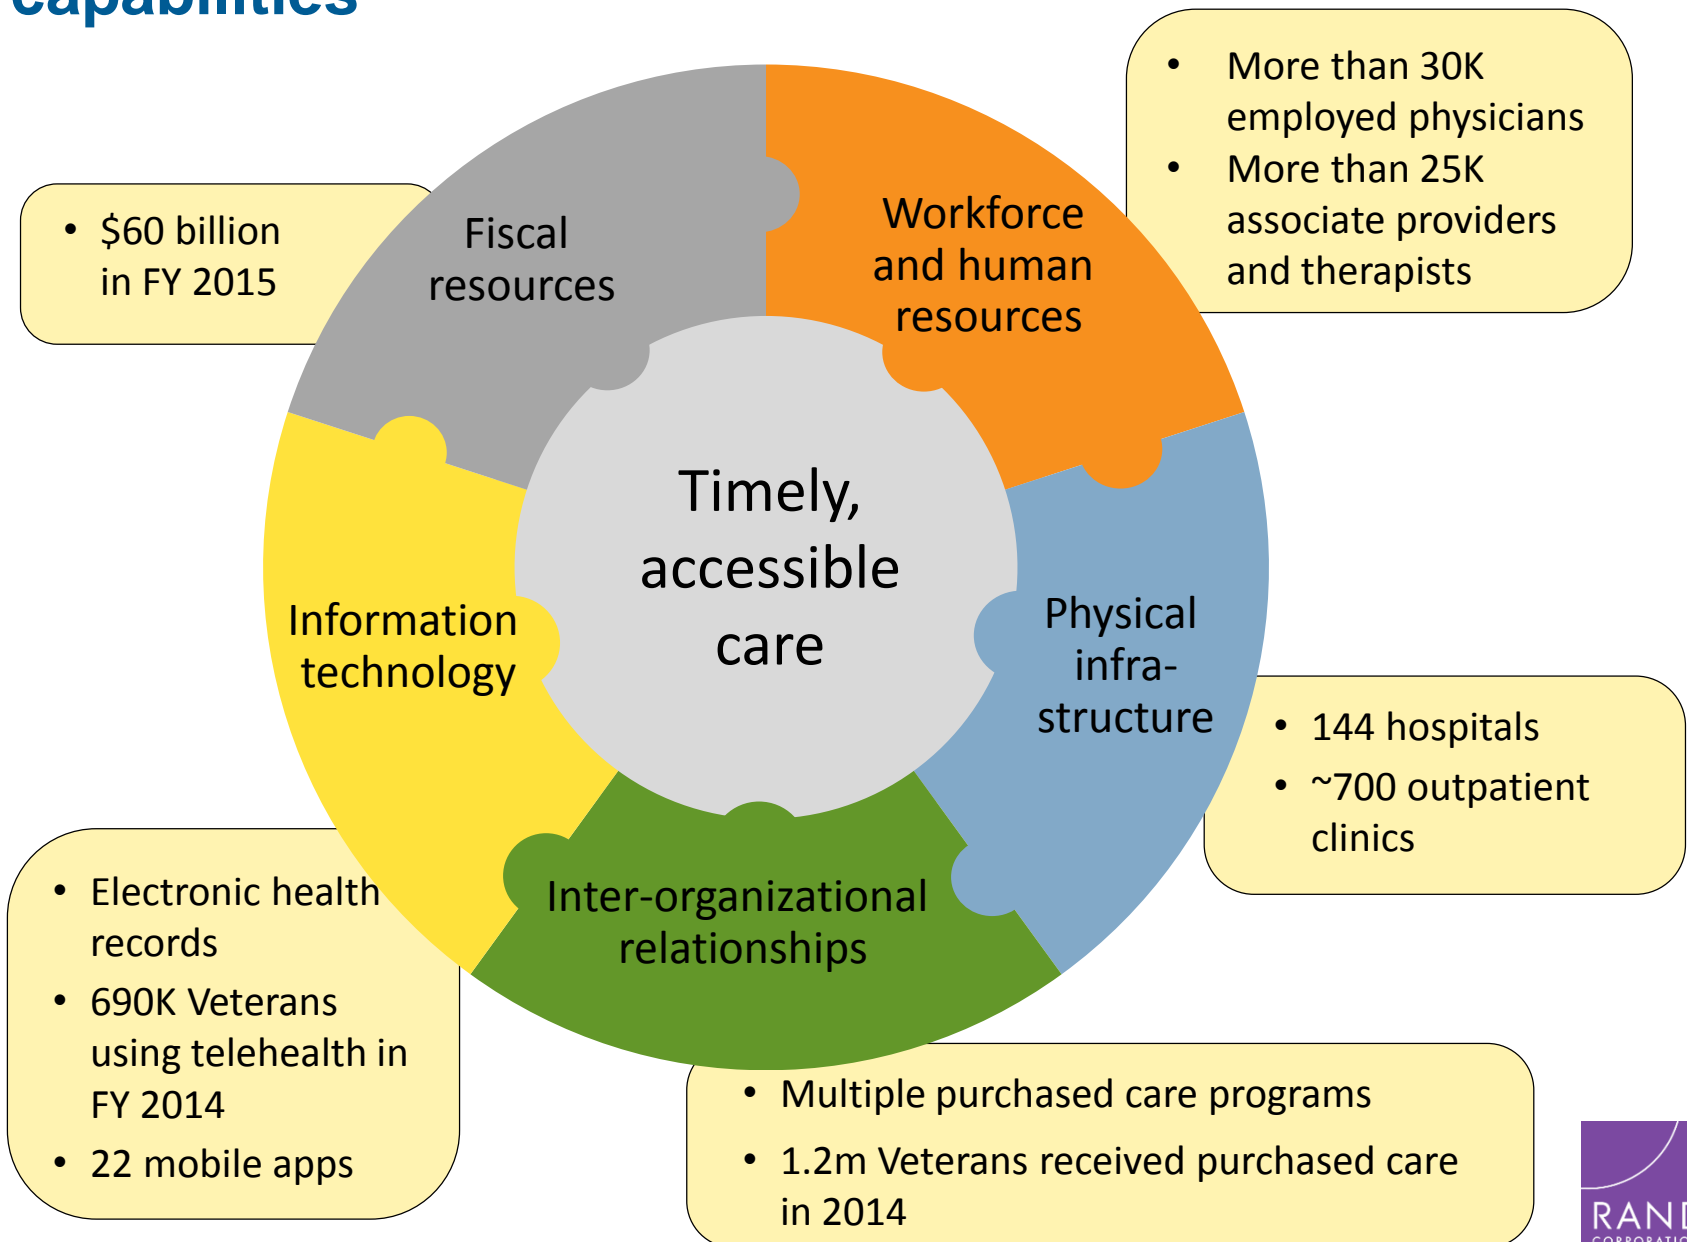 capabilities
• More than 30K
employed physicians
• More than 25K
associate providers
and therapists
• $60 billion
in FY 2015
Fiscal
resources
Workforce
and human
resources
Timely,
accessible
care
Information
technology
Physical
infra-
structure
• 144 hospitals
• ~700 outpatient
clinics
Inter-organizational
relationships
• Electronic health
records
• 690K Veterans
using telehealth in
FY 2014
• 22 mobile apps
• Multiple purchased care programs
• 1.2m Veterans received purchased care
in 2014
RAND